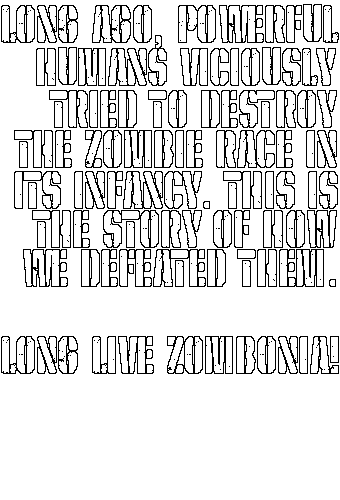 LONG AGO, POWERFUL
HUMANS VICIOUSLY
TRIED TO DESTROY
THE ZOMBIE RACE IN
ITS INFANCY. THIS IS
THE STORY OF HOW
WE DEFEATED THEM.
LONG LIVE ZOMBONIA!